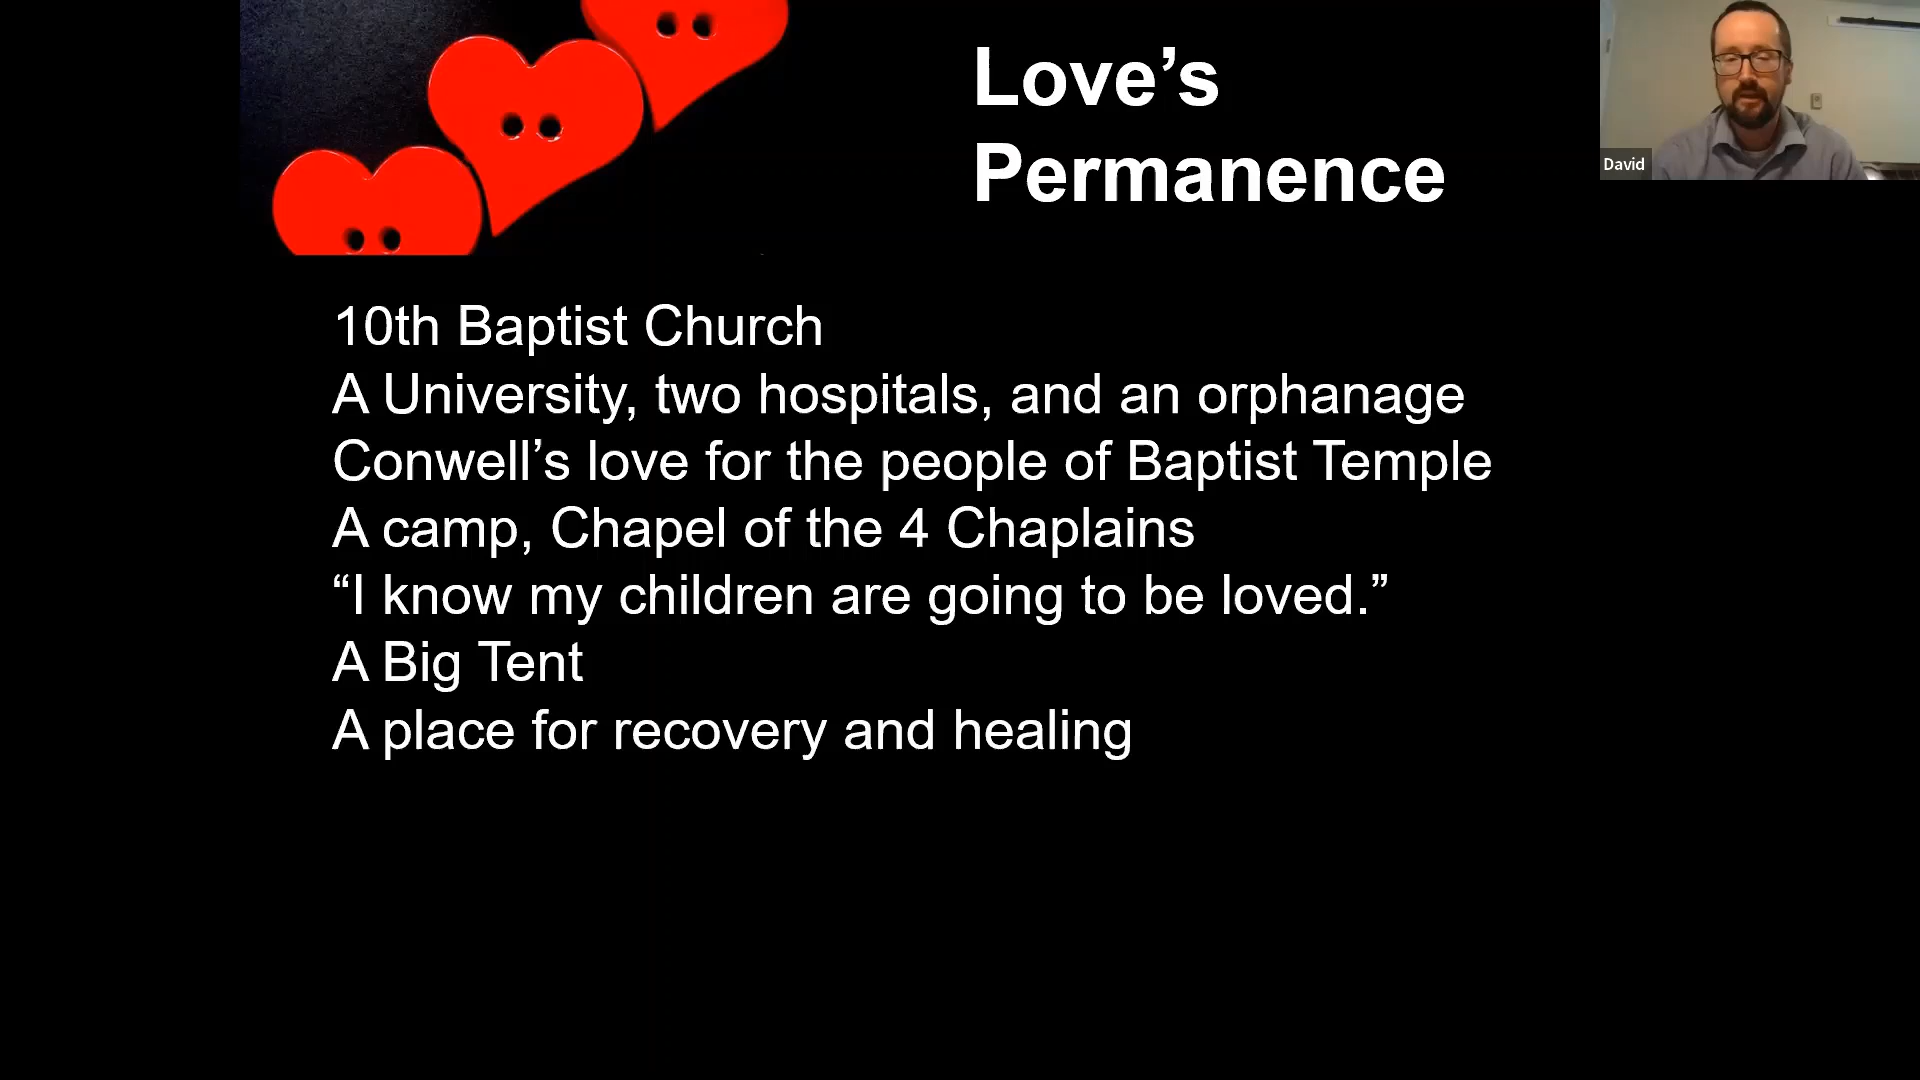 Love’s
Permanence
David
10th Baptist Church
A University, two hospitals, and an orphanage
Conwell’s love for the people of Baptist Temple
A camp, Chapel of the 4 Chaplains
“I know my children are going to be loved.”
A Big Tent
A place for recovery and healing